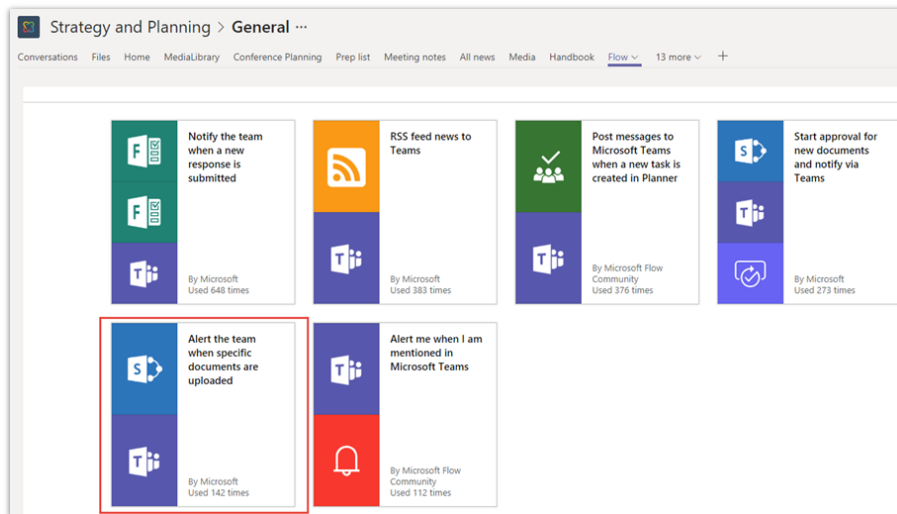 Strategy and Planning > General ···
Conversations Files Home MediaLibrary Conference Planning Prep list Meeting notes All news Media Handbook Flow 13 more +
Notify the team
when a new
response is
submitted
By Microsoft
Used 648 times
RSS feed news to
Teams
By Microsoft
Used 383 times
Post messages to
Microsoft Teams
when a new task is
created in Planner
By Microsoft Flow
Community
Used 376 times
Start approval for
new documents
and notify via
Teams
By Microsoft
Used 273 times
Alert the team
when specific
documents are
uploaded
By Microsoft
Used 142 times
Alert me when I am
mentioned in
Microsoft Teams
By Microsoft Flow
Community
Used 112 times
F
F
T
T
T
S
T
S
T
T